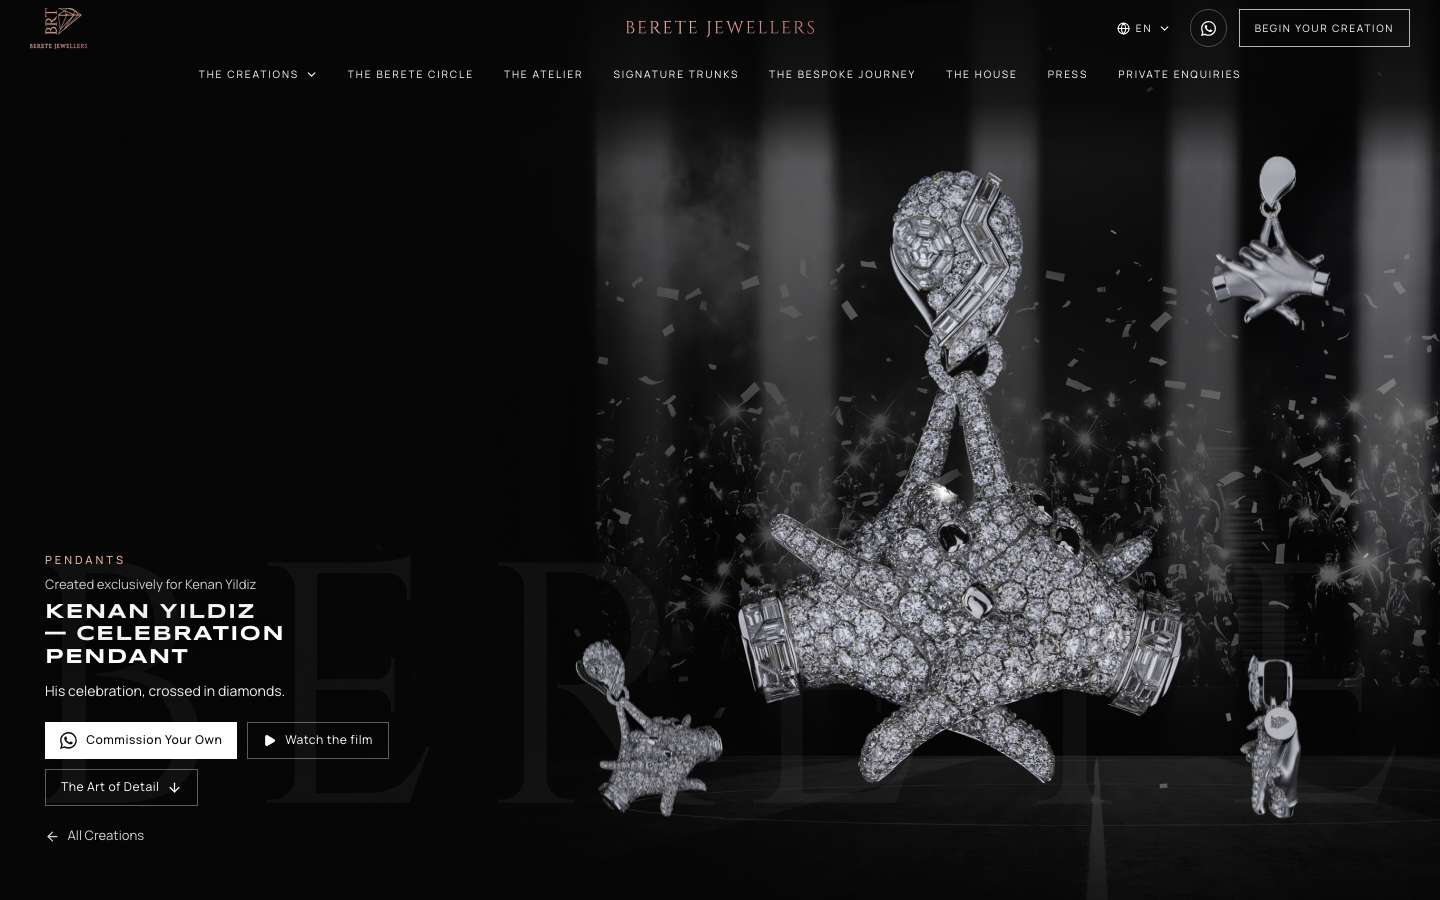 BRT
BERETE JEWELLERS
BERETE JEWELLERS
EN
BEGIN YOUR CREATION
THE CREATIONS
THE BERETE CIRCLE
THE ATELIER
SIGNATURE TRUNKS
THE BESPOKE JOURNEY
THE HOUSE
PRESS
PRIVATE ENQUIRIES
PENDANTS
Created exclusively for Kenan Yildiz
KENAN YILDIZ
— CELEBRATION
PENDANT
His celebration, crossed in diamonds.
Commission Your Own
Watch the film
The Art of Detail
All Creations
BERETE